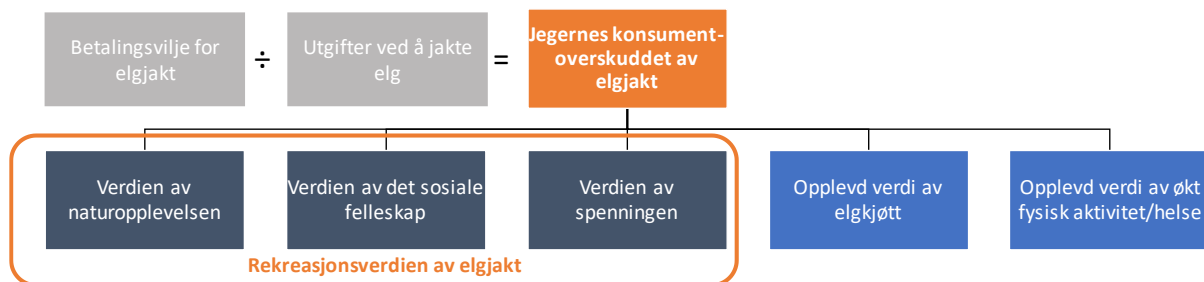 Betalingsvilje for
elgjakt
÷
Utgifter ved å jakte
elg
=
Jegernes konsument-
overskuddet av
elgjakt
Verdien av
naturopplevelsen
Verdien av det sosiale
felleskap
Verdien av
spenningen
Opplevd verdi av
elgkjøtt
Opplevd verdi av økt
fysisk aktivitet/helse
Rekreasjonsverdien av elgjakt